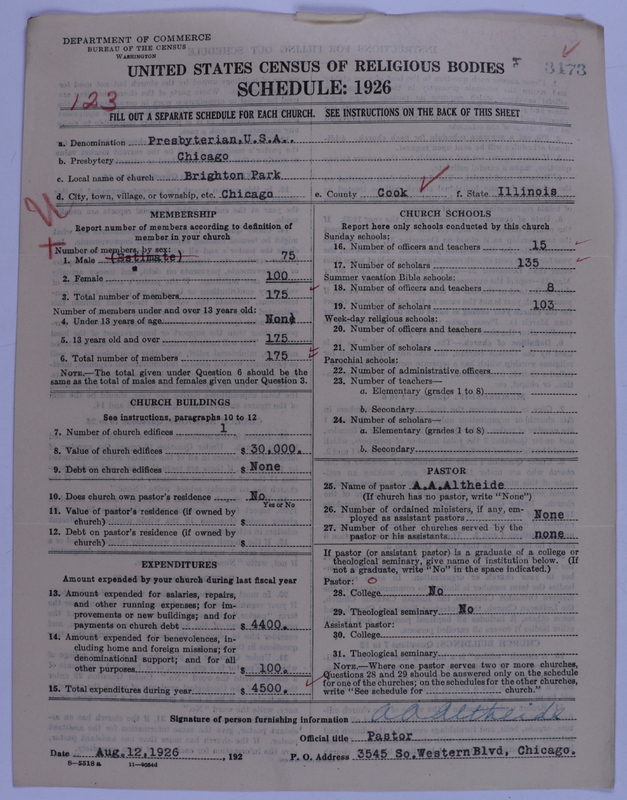 DEPARTMENT OF COMMERCE
BUREAU OF THE CENSUS
WASHINGTON
UNITED STATES CENSUS OF RELIGIOUS BODIES
3173
SCHEDULE: 1926
123
FILL OUT A SEPARATE SCHEDULE FOR EACH CHURCH. SEE INSTRUCTIONS ON THE BACK OF THIS SHEET
a. Denomination Presbyterian,U.S.A..
b. Presbytery Chicago
c. Local name of church Brighton Park
d. City, town, village, or township, etc. Chicago e. County Cook f. State Illinois
MEMBERSHIP
Report number of members according to definition of
member in your church
Number of members, by sex:
1. Male (Estimate) 75
2. Female 100
3. Total number of members 175
Number of members under and over 13 years old:
4. Under 13 years of age None
5. 13 years old and over 175
6. Total number of members 175
NOTE.—The total given under Question 6 should be
same as the total of males and females given under Question 3.
CHURCH BUILDINGS
See instructions, paragraphs 10 to 12
7. Number of church edifices 1
8. Value of church edifices $ 30,000.
9. Debt on church edifices $ None
10. Does church own pastor's residence No
Yes or No
11. Value of pastor's residence (if owned by
church) $
12. Debt on pastor's residence (if owned by
church) $
EXPENDITURES
Amount expended by your church during last fiscal year
13. Amount expended for salaries, repairs,
and other running expenses; for im-
provements or new buildings; and for
payments on church debt $ 4400.
14. Amount expended for benevolences, in-
cluding home and foreign missions; for
denominational support; and for all
other purposes $ 100.
15. Total expenditures during year $ 4500.
CHURCH SCHOOLS
Report here only schools conducted by this church
Sunday schools:
16. Number of officers and teachers 15
17. Number of scholars 135
Summer vacation Bible schools:
18. Number of officers and teachers 8
19. Number of scholars 103
Week-day religious schools:
20. Number of officers and teachers
21. Number of scholars
Parochial schools:
22. Number of administrative officers
23. Number of teachers—
a. Elementary (grades 1 to 8)
b. Secondary
24. Number of scholars—
a. Elementary (grades 1 to 8)
b. Secondary
PASTOR
25. Name of pastor A.A.Altheide
(If church has no pastor, write "None")
26. Number of ordained ministers, if any, em-
ployed as assistant pastors None
27. Number of other churches served by the
pastor or his assistants none
If pastor (or assistant pastor) is a graduate of a college or
theological seminary, give name of institution below. (If
not a graduate, write "No" in the space indicated.)
Pastor: O
28. College No
29. Theological seminary No
Assistant pastor:
30. College
31. Theological seminary
NOTE.—Where one pastor serves two or more churches,
Questions 28 and 29 should be answered only on the schedule
for one of the churches; on the schedules for the other churches,
write "See schedule for church."
Signature of person furnishing information A A Altheide
Official title Pastor
Date Aug.12,1926 , 192 P. O. Address 3545 So.Western Blvd, Chicago.
8—5518 a